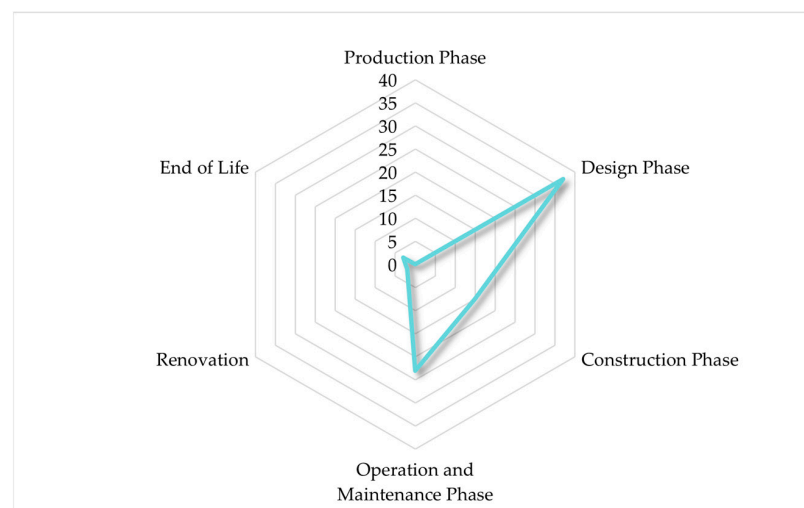 Production Phase
40
35
30
25
20
15
10
5
0
End of Life
Design Phase
Renovation
Construction Phase
Operation and
Maintenance Phase